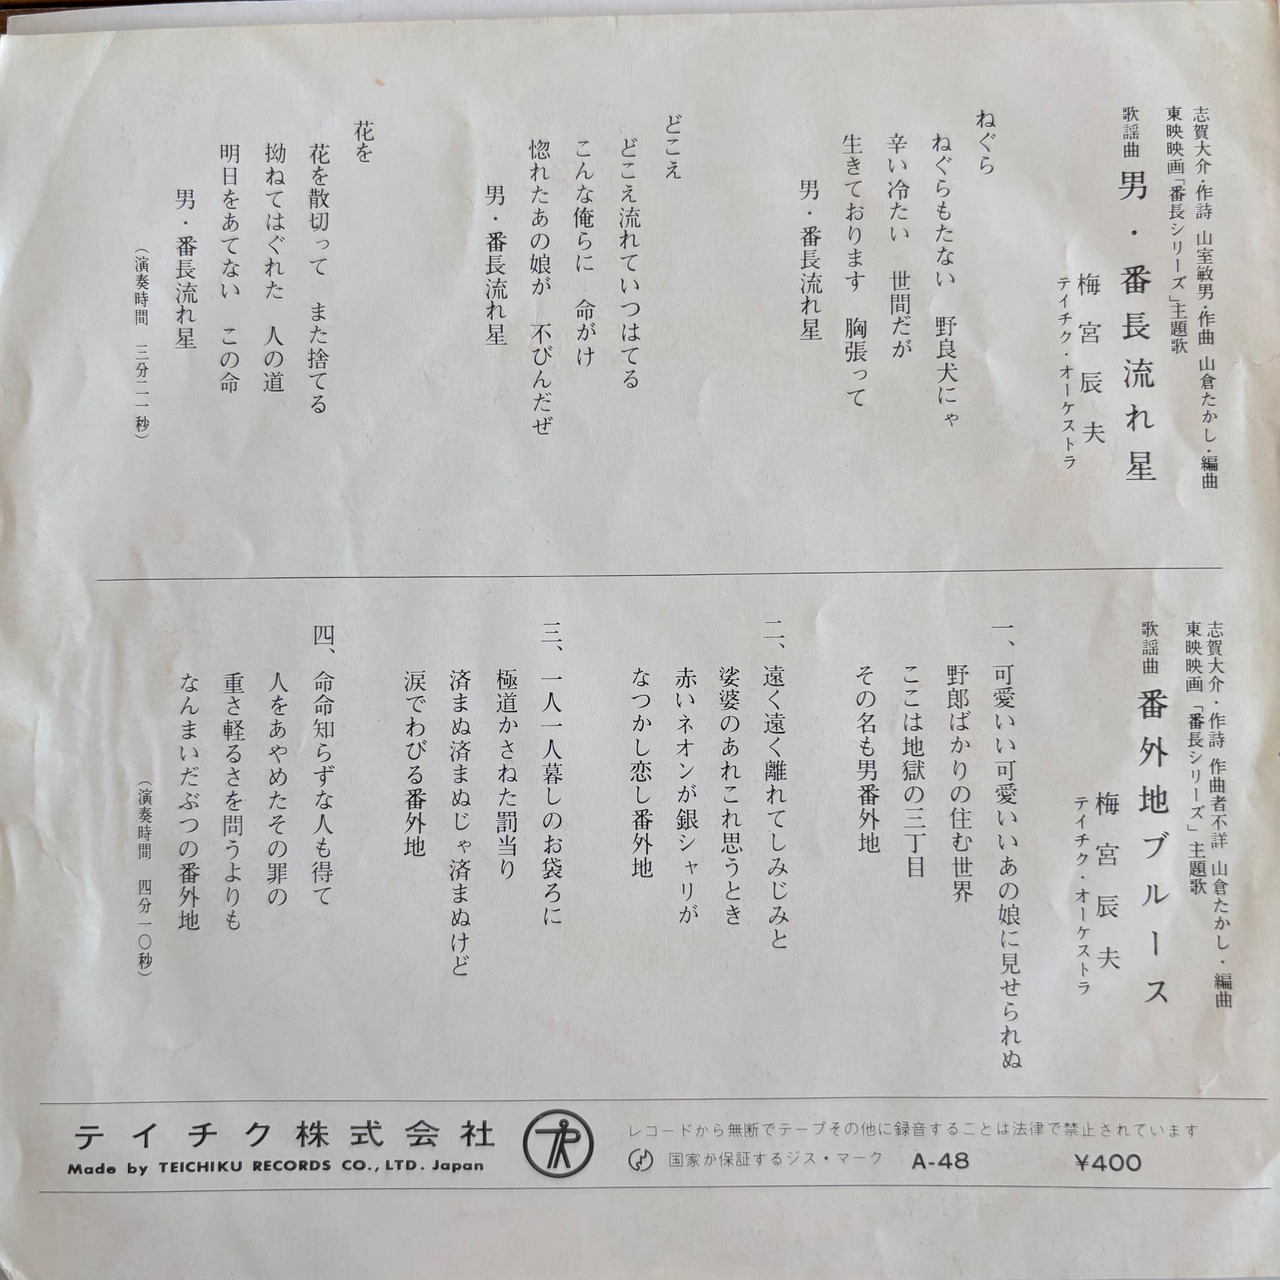 志賀大介・作詩 山室敏男・作曲 山倉たかし・編曲
東映映画「番長シリーズ」主題歌
歌謡曲 男・番長流れ星
梅宮辰夫
テイチク・オーケストラ
ねぐら
ねぐらもたない 野良犬にゃ
辛い冷たい 世間だが
生きております 胸張って
男・番長流れ星
どこえ
どこえ流れていつはてる
こんな俺らに 命がけ
惚れたあの娘が 不びんだぜ
男・番長流れ星
花を
花を散切って また捨てる
拗ねてはぐれた 人の道
明日をあてない この命
男・番長流れ星
(演奏時間 三分二一秒)
志賀大介・作詩 作曲者不詳 山倉たかし・編曲
東映映画「番長シリーズ」主題歌
歌謡曲 番外地ブルース
梅宮辰夫
テイチク・オーケストラ
一、可愛いい可愛いいあの娘に見せられぬ
野郎ばかりの住む世界
ここは地獄の三丁目
その名も男番外地
二、遠く遠く離れてしみじみと
娑婆のあれこれ思うとき
赤いネオンが銀シャリが
なつかし恋し番外地
三、一人一人暮しのお袋ろに
極道かさねた罰当り
済まぬ済まぬじゃ済まぬけど
涙でわびる番外地
四、命命知らずな人も得て
人をあやめたその罪の
重さ軽るさを問うよりも
なんまいだぶつの番外地
(演奏時間 四分一〇秒)
テイチク株式会社
Made by TEICHIKU RECORDS CO.,LTD. Japan
レコードから無断でテープその他に録音することは法律で禁止されています
国家が保証するジス・マーク A-48 ¥400